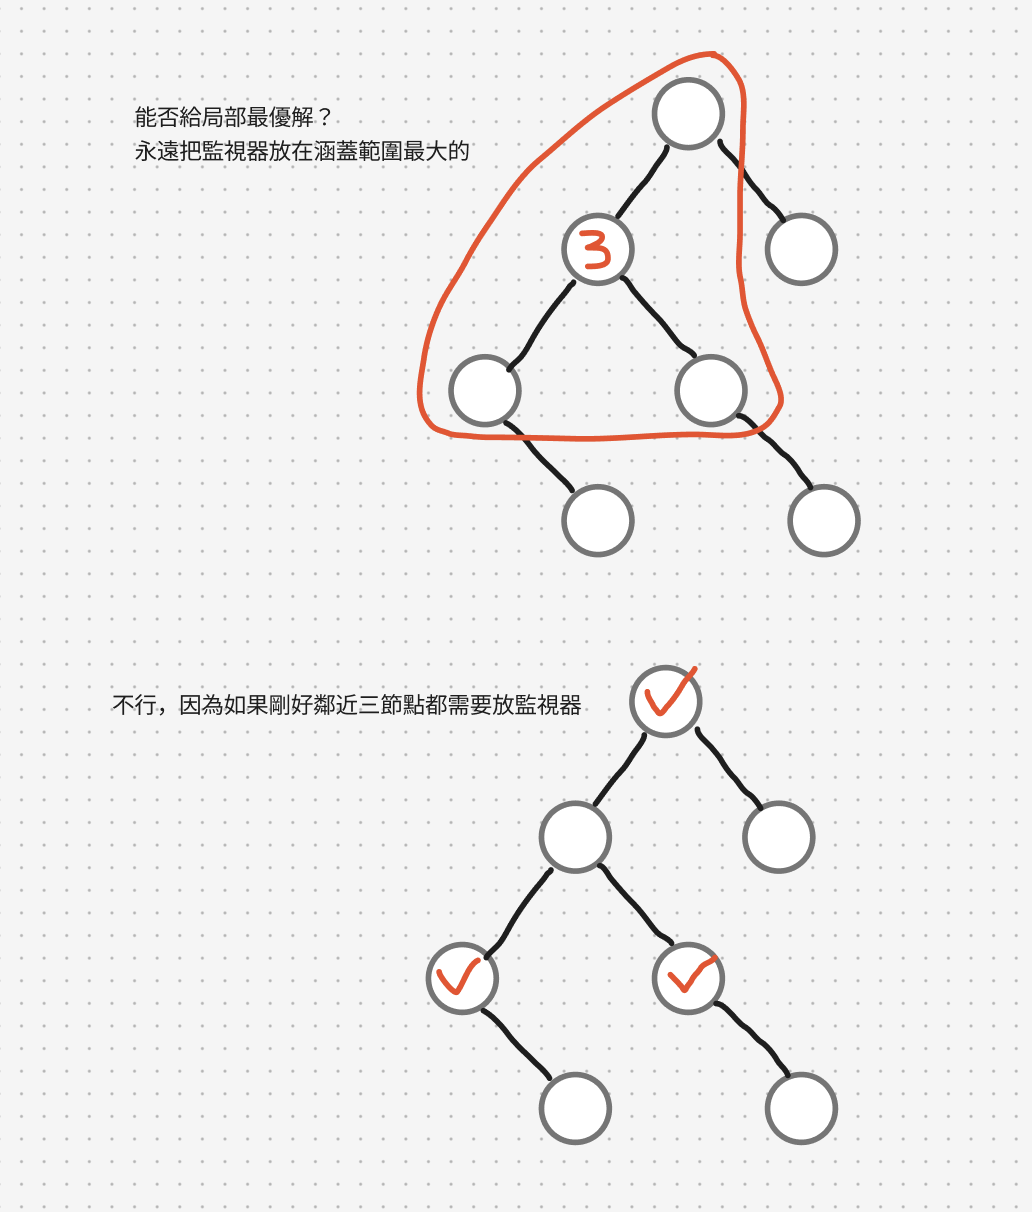 能否給局部最優解？
永遠把監視器放在涵蓋範圍最大的
3
不行，因為如果剛好鄰近三節點都需要放監視器